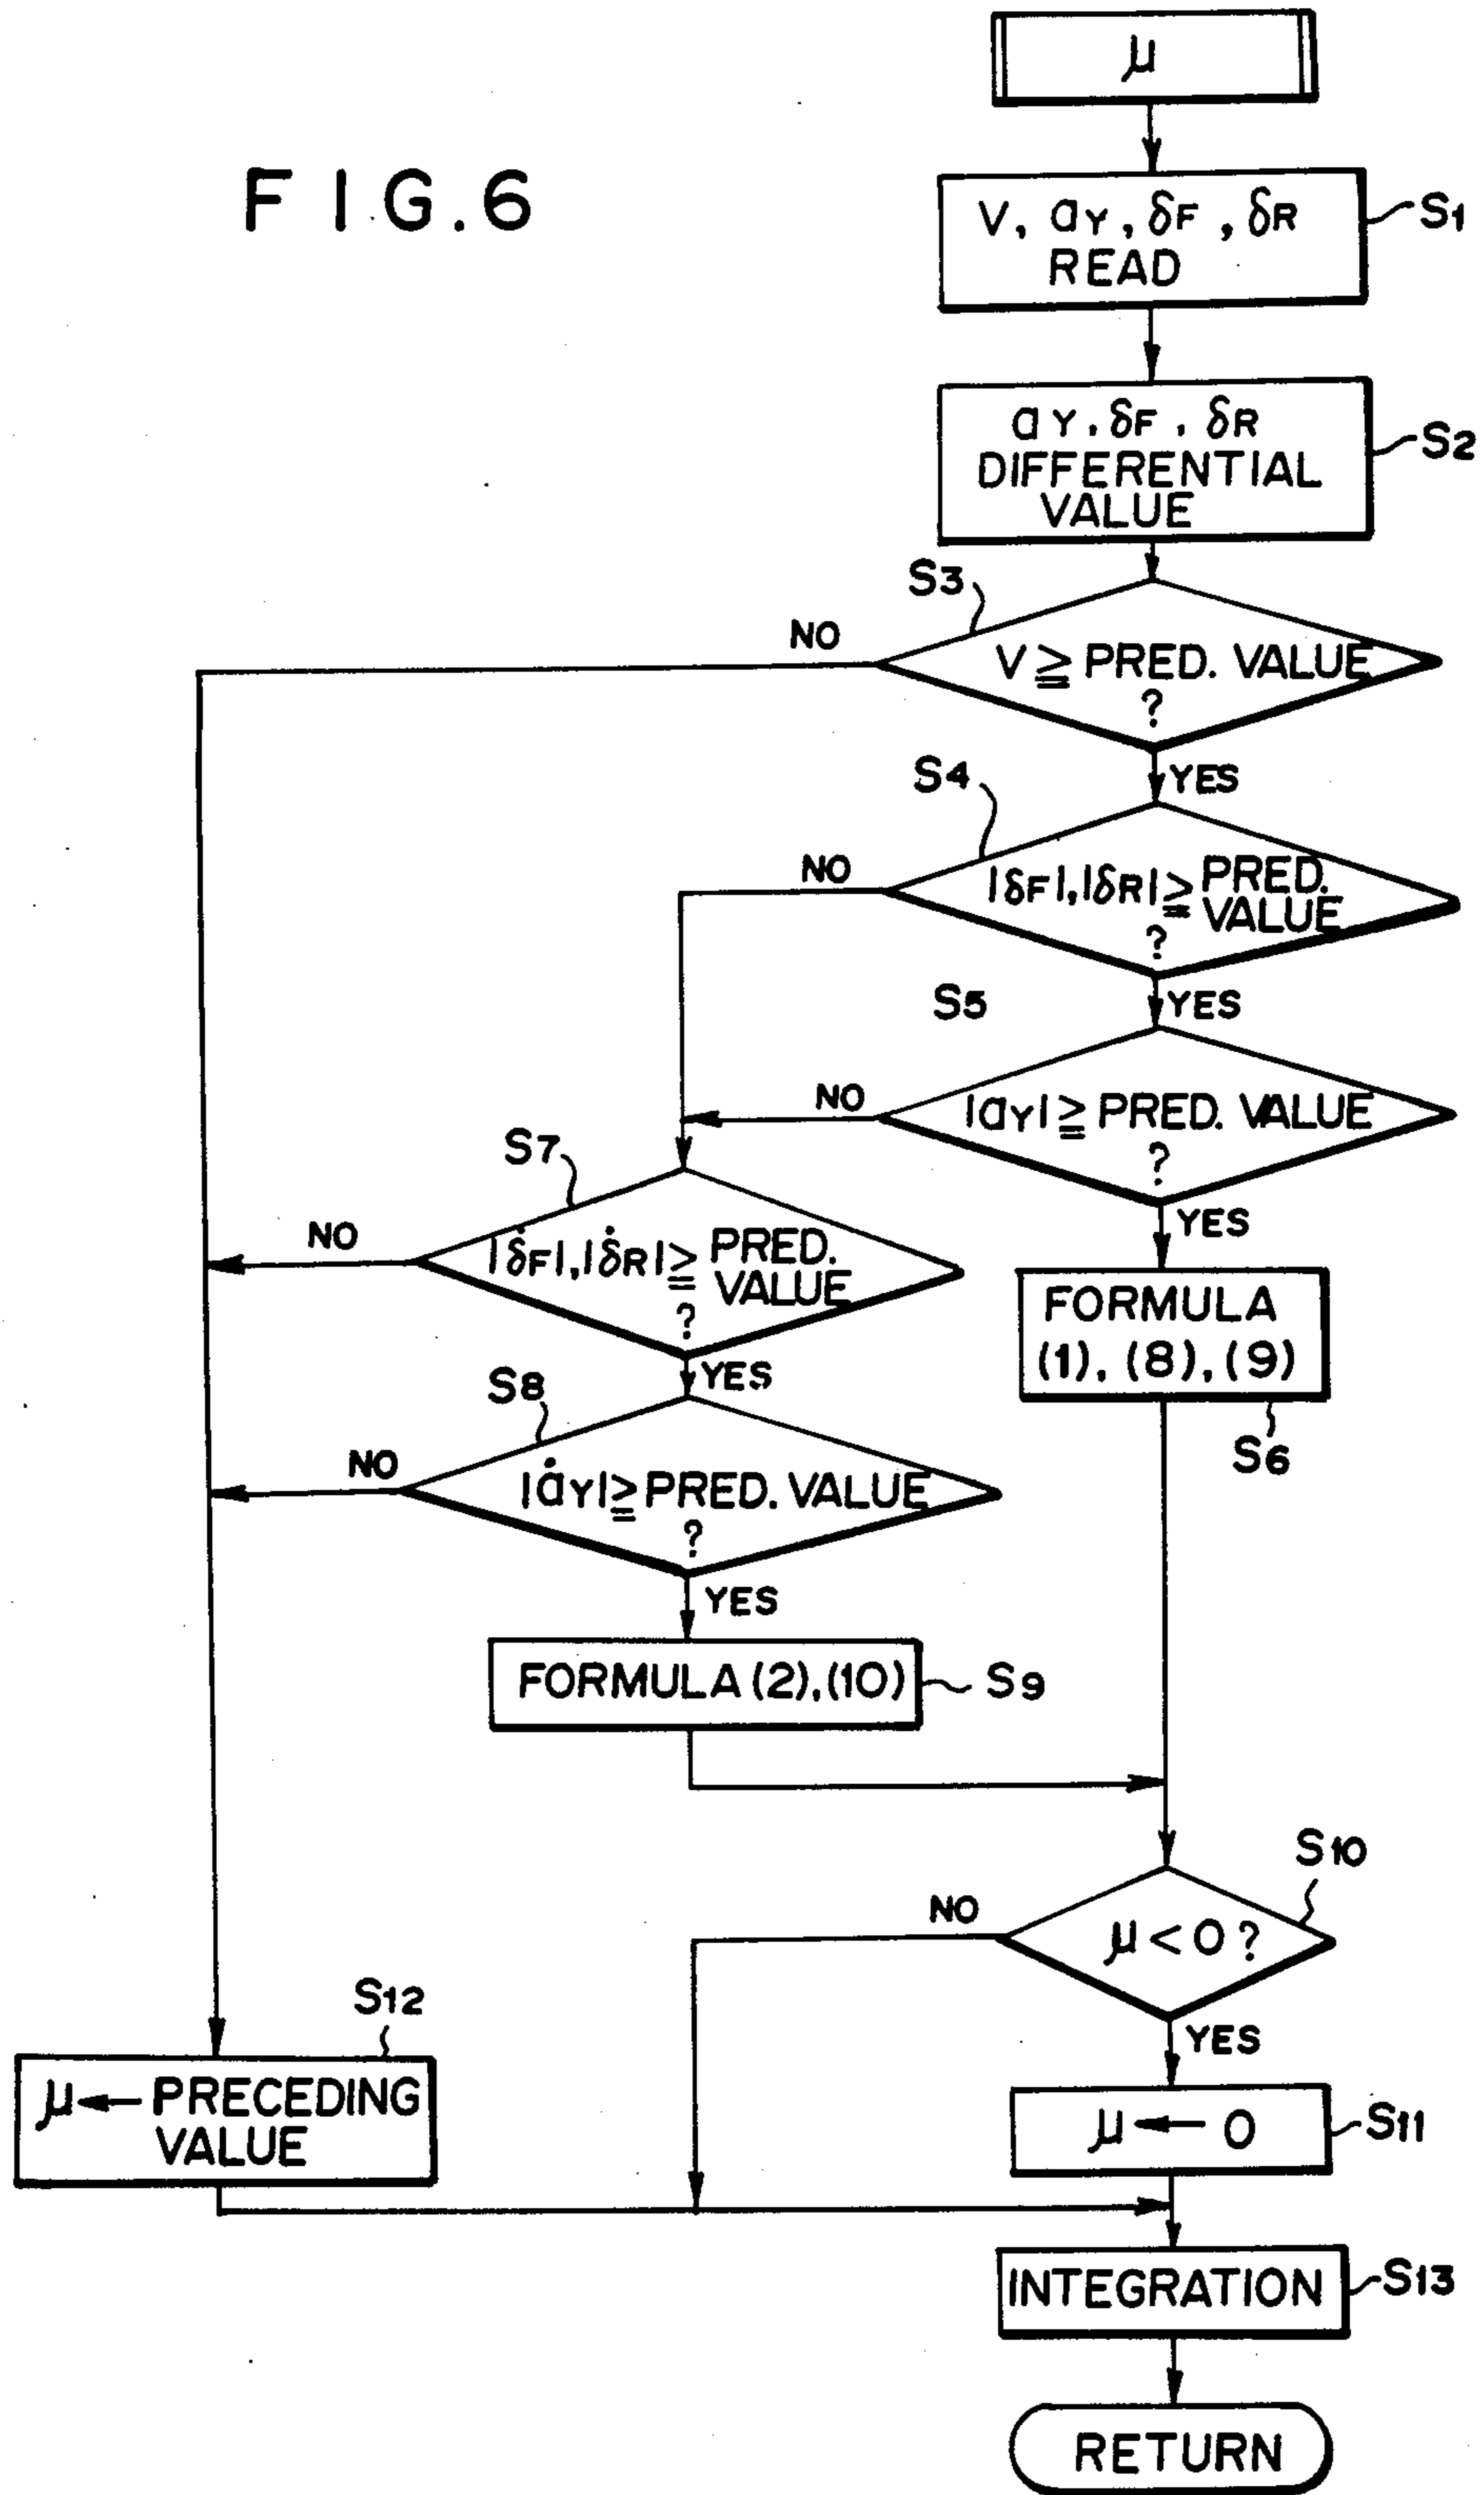 FIG.6
μ
V, aY, δF, δR
READ
S1
aY, δF, δR
DIFFERENTIAL
VALUE
S2
S3
NO
V ≧ PRED. VALUE
?
YES
S4
NO
|δF|,|δR| ≧ PRED.
VALUE
?
YES
S5
NO
|aY| ≧ PRED. VALUE
?
YES
S7
NO
|δ̇F|,|δ̇R| ≧ PRED.
VALUE
?
YES
FORMULA
(1), (8), (9)
S6
S8
NO
|ȧY| ≧ PRED. VALUE
?
YES
FORMULA (2), (10)
S9
S10
NO
μ < 0 ?
YES
S12
μ ← PRECEDING
VALUE
μ ← 0
S11
INTEGRATION
S13
RETURN